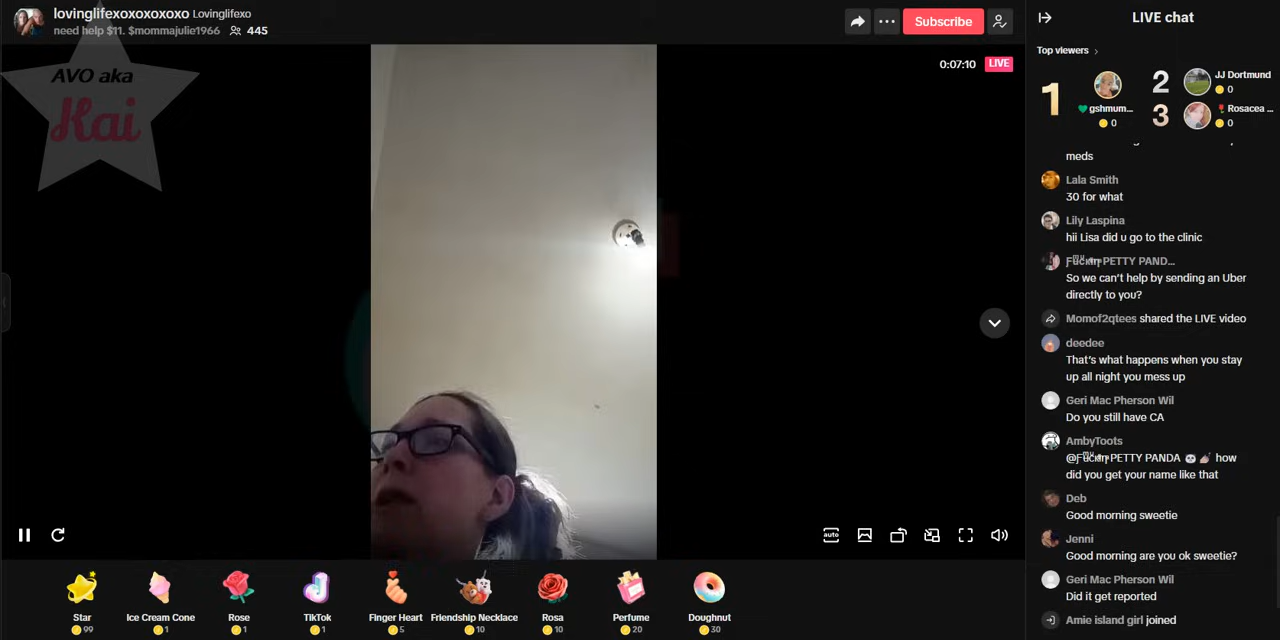 lovinglifexoxoxoxoxo Lovinglifexo
need help $11. $mommajulie1966 445
Subscribe
AVO aka
Kai
0:07:10 LIVE
LIVE chat
Top viewers
1
gshmum...
0
2
JJ Dortmund
0
3
Rosacea ...
0
meds
Lala Smith
30 for what
Lily Laspina
hii Lisa did u go to the clinic
PETTY PAND...
So we can't help by sending an Uber
directly to you?
Momof2qtees shared the LIVE video
deedee
That's what happens when you stay
up all night you mess up
Geri Mac Pherson Wil
Do you still have CA
AmbyToots
PETTY PANDA 💀 how
did you get your name like that
Deb
Good morning sweetie
Jenni
Good morning are you ok sweetie?
Geri Mac Pherson Wil
Did it get reported
Amie island girl joined
auto
Star
99
Ice Cream Cone
1
Rose
1
TikTok
1
Finger Heart
5
Friendship Necklace
10
Rosa
10
Perfume
20
Doughnut
30